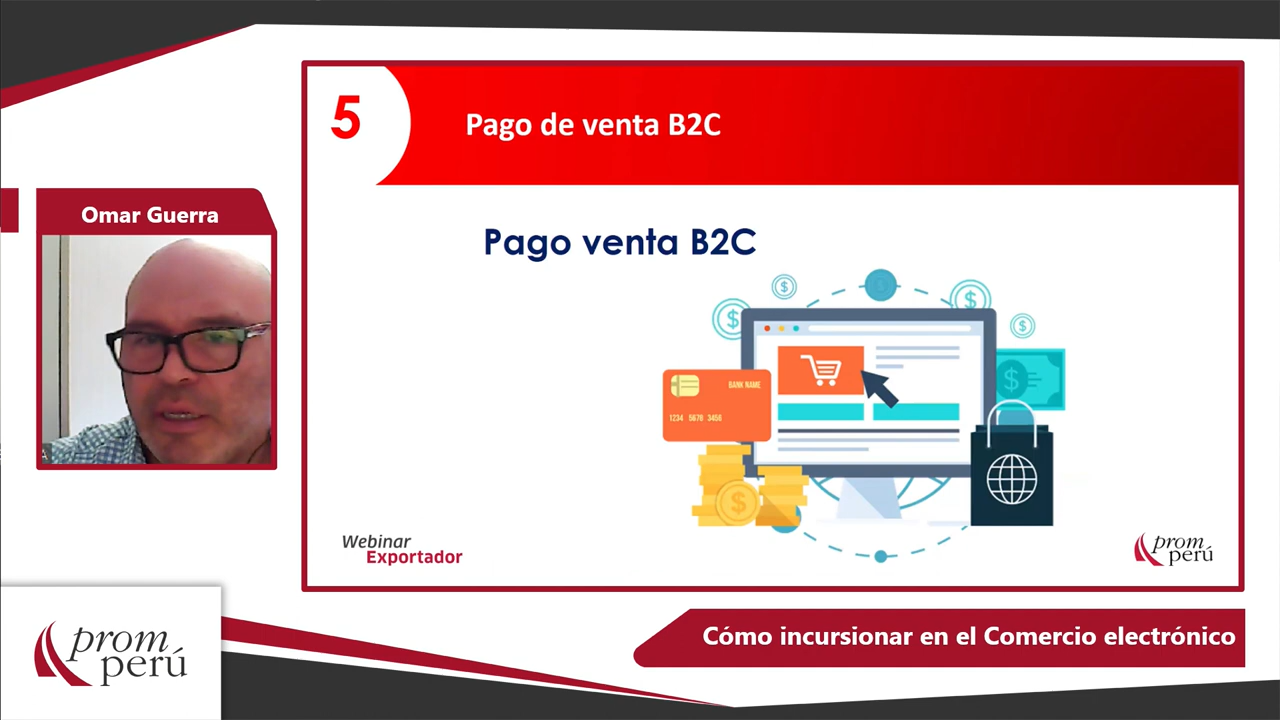 5
Pago de venta B2C
Omar Guerra
Pago venta B2C
BANK NAME
1234 5678 3456
Webinar
Exportador
prom
perú
Cómo incursionar en el Comercio electrónico
prom
perú